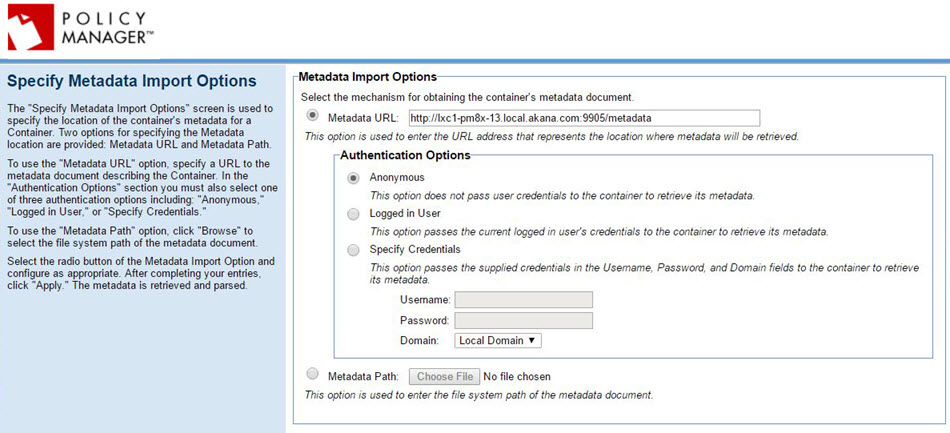 POLICY
MANAGER™
Specify Metadata Import Options
The "Specify Metadata Import Options" screen is used to
specify the location of the container's metadata for a
Container. Two options for specifying the Metadata
location are provided: Metadata URL and Metadata Path.
To use the "Metadata URL" option, specify a URL to the
metadata document describing the Container. In the
"Authentication Options" section you must also select one
of three authentication options including: "Anonymous,"
"Logged in User," or "Specify Credentials."
To use the "Metadata Path" option, click "Browse" to
select the file system path of the metadata document.
Select the radio button of the Metadata Import Option and
configure as appropriate. After completing your entries,
click "Apply." The metadata is retrieved and parsed.
Metadata Import Options
Select the mechanism for obtaining the container's metadata document.
Metadata URL: http://lxc1-pm8x-13.local.akana.com:9905/metadata
This option is used to enter the URL address that represents the location where metadata will be retrieved.
Authentication Options
Anonymous
This option does not pass user credentials to the container to retrieve its metadata.
Logged in User
This option passes the current logged in user's credentials to the container to retrieve its metadata.
Specify Credentials
This option passes the supplied credentials in the Username, Password, and Domain fields to the container to retrieve
its metadata.
Username:
Password:
Domain: Local Domain ▼
Metadata Path: Choose File No file chosen
This option is used to enter the file system path of the metadata document.